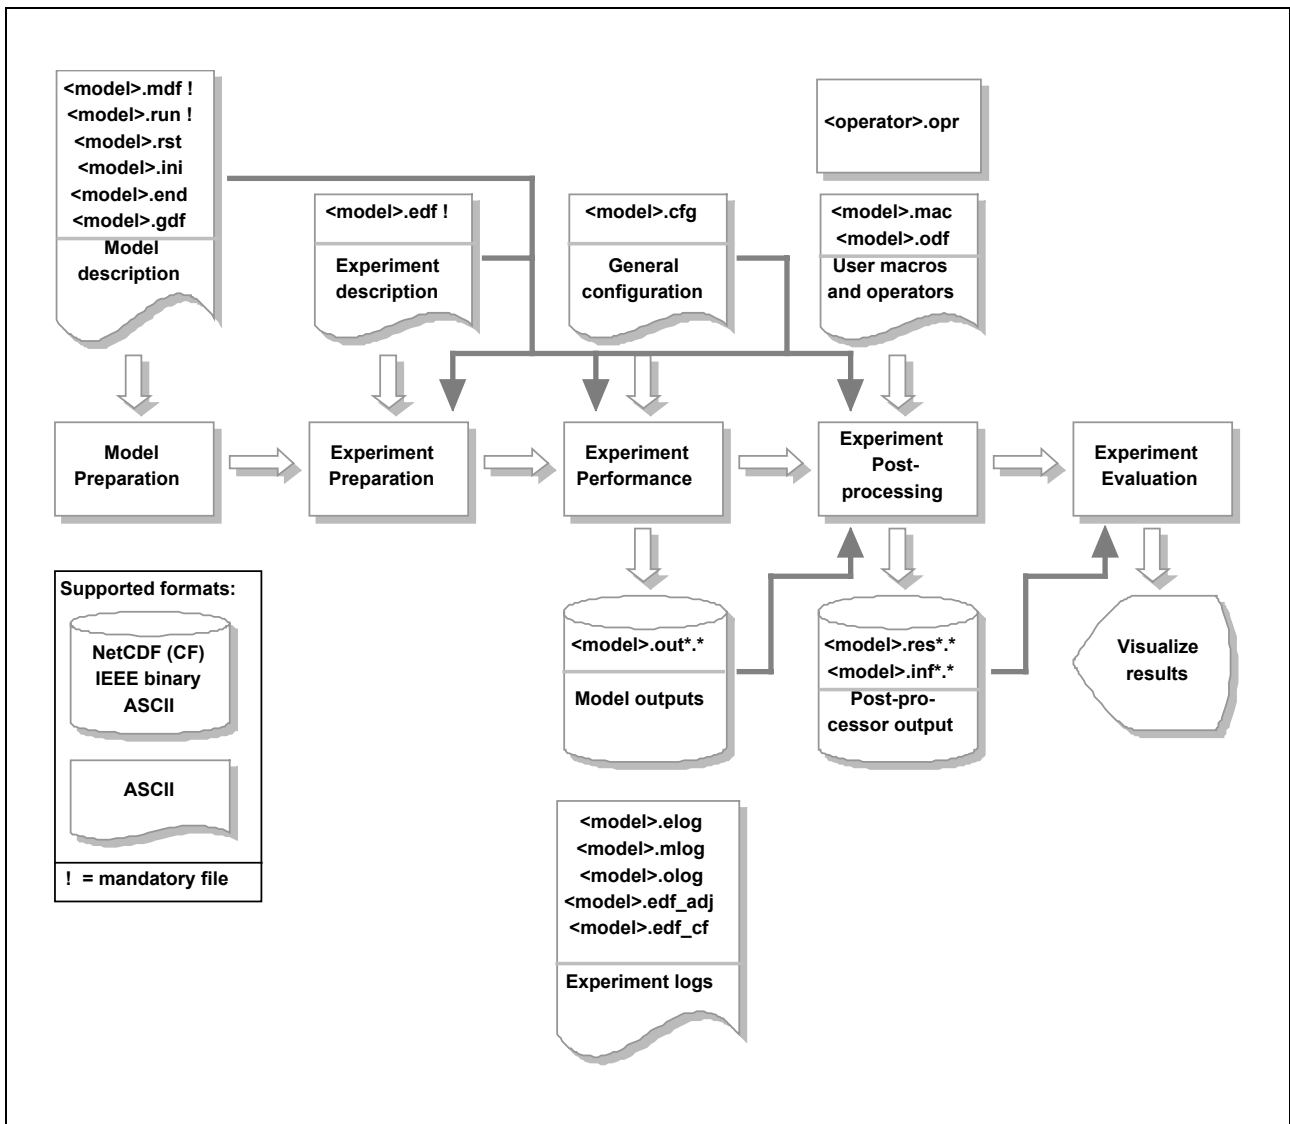 <model>.mdf !
<model>.run !
<model>.rst
<model>.ini
<model>.end
<model>.gdf
Model
description
<model>.edf !
Experiment
description
<model>.cfg
General
configuration
<operator>.opr
<model>.mac
<model>.odf
User macros
and operators
Model
Preparation
Experiment
Preparation
Experiment
Performance
Experiment
Post-
processing
Experiment
Evaluation
Supported formats:
NetCDF (CF)
IEEE binary
ASCII
ASCII
! = mandatory file
<model>.out*.*
Model outputs
<model>.res*.*
<model>.inf*.*
Post-pro-
cessor output
Visualize
results
<model>.elog
<model>.mlog
<model>.olog
<model>.edf_adj
<model>.edf_cf
Experiment logs